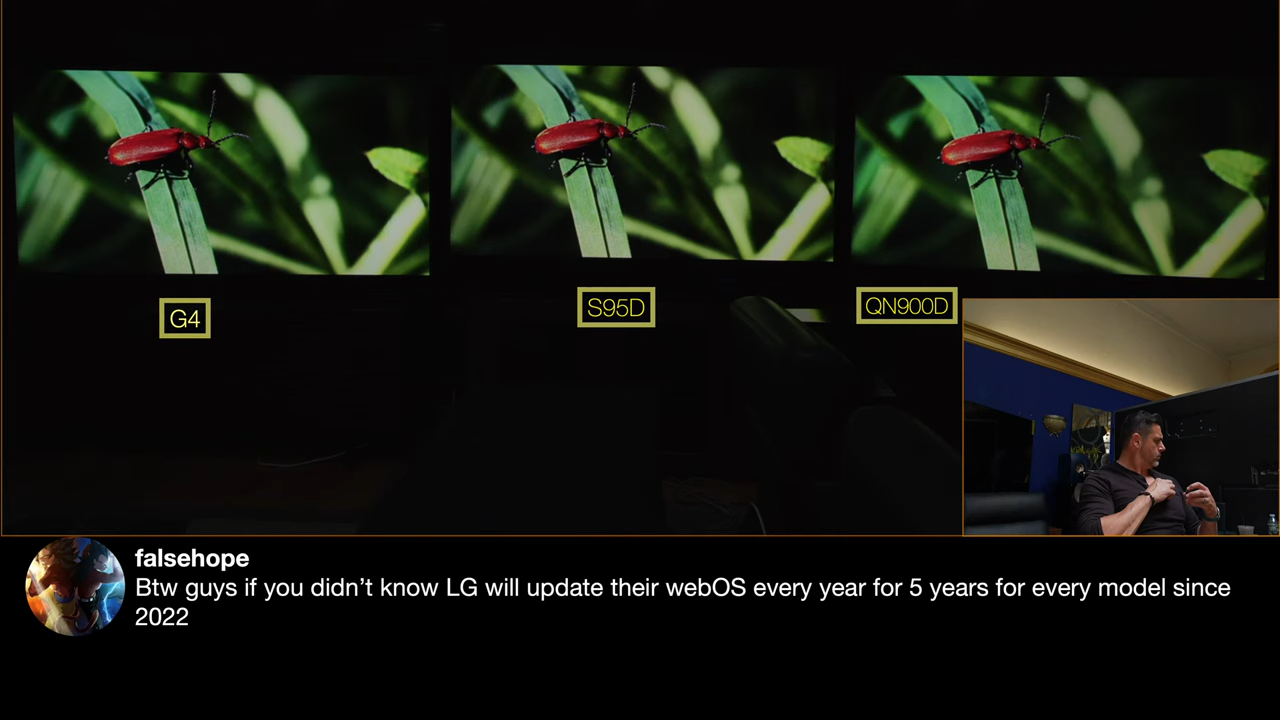 G4
S95D
QN900D
falsehope
Btw guys if you didn’t know LG will update their webOS every year for 5 years for every model since
2022